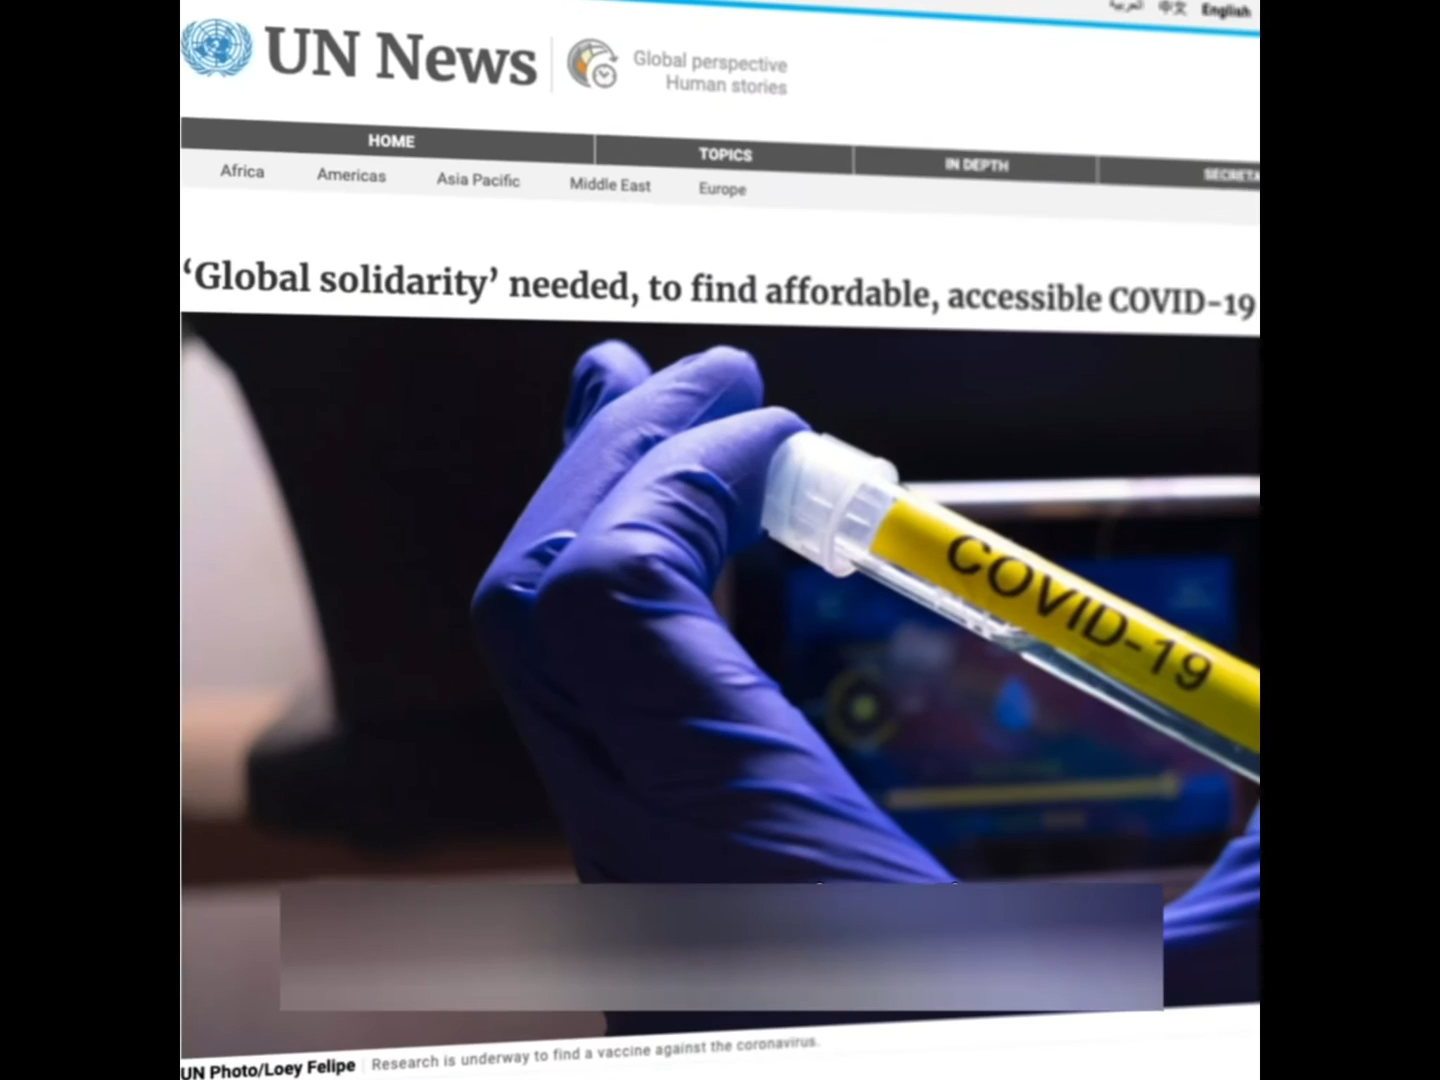 العربية 中文 English
UN News
Global perspective
Human stories
HOME TOPICS IN DEPTH SECRETA
Africa Americas Asia Pacific Middle East Europe
‘Global solidarity’ needed, to find affordable, accessible COVID-19
COVID-19
UN Photo/Loey Felipe Research is underway to find a vaccine against the coronavirus.